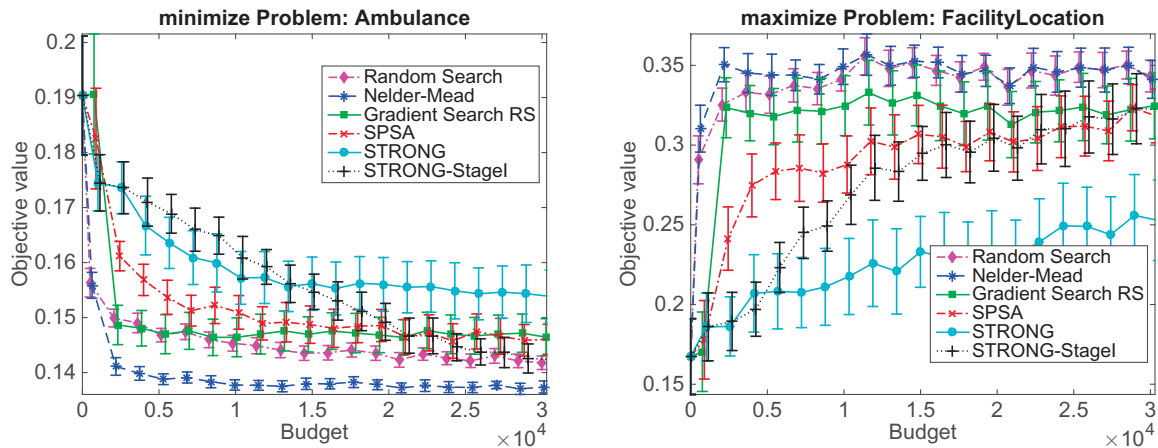 minimize Problem: Ambulance
Objective value
0.2
0.19
0.18
0.17
0.16
0.15
0.14
Random Search
Nelder-Mead
Gradient Search RS
SPSA
STRONG
STRONG-StageI
0 0.5 1 1.5 2 2.5 3
Budget
×10⁴
maximize Problem: FacilityLocation
Objective value
0.35
0.3
0.25
0.2
0.15
Random Search
Nelder-Mead
Gradient Search RS
SPSA
STRONG
STRONG-StageI
0 0.5 1 1.5 2 2.5 3
Budget
×10⁴